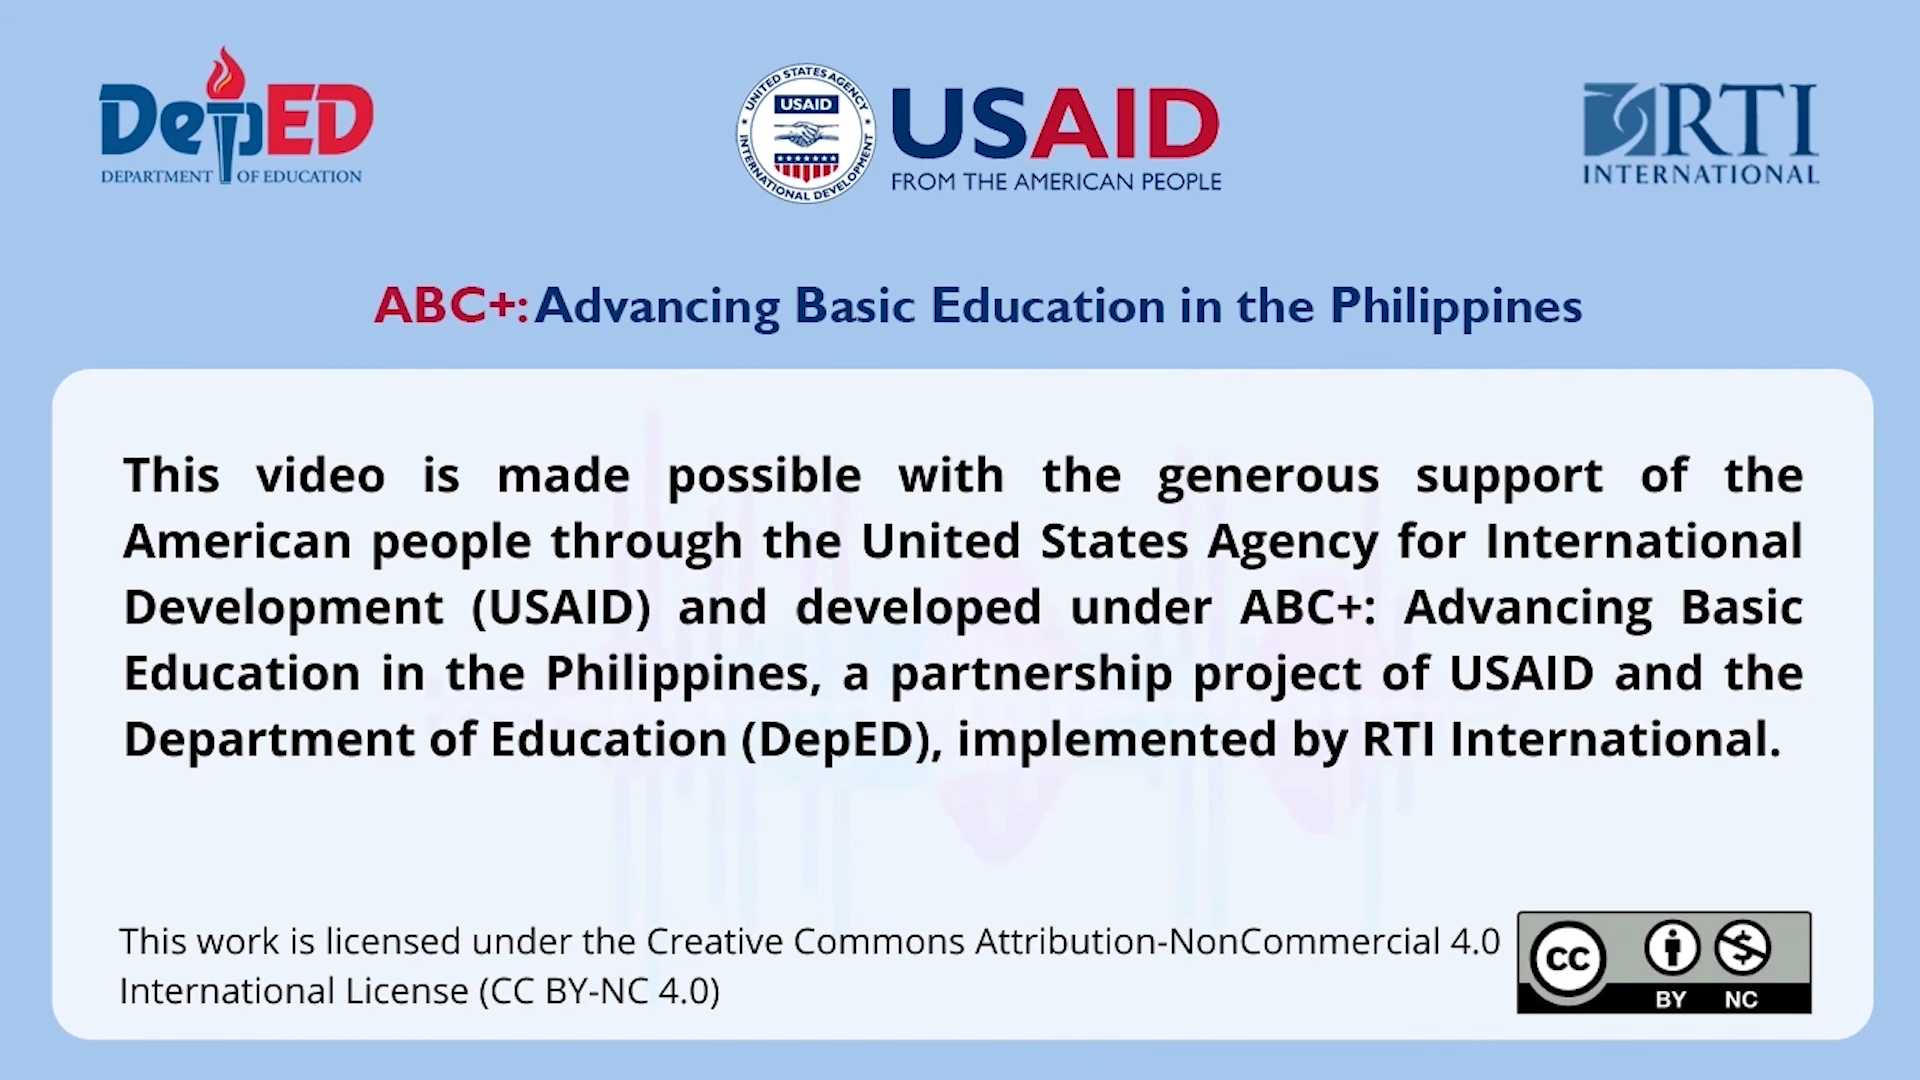 DepED
DEPARTMENT OF EDUCATION
UNITED STATES AGENCY
USAID
INTERNATIONAL DEVELOPMENT
USAID
FROM THE AMERICAN PEOPLE
RTI
INTERNATIONAL
ABC+: Advancing Basic Education in the Philippines
This video is made possible with the generous support of the
American people through the United States Agency for International
Development (USAID) and developed under ABC+: Advancing Basic
Education in the Philippines, a partnership project of USAID and the
Department of Education (DepED), implemented by RTI International.
This work is licensed under the Creative Commons Attribution-NonCommercial 4.0
International License (CC BY-NC 4.0)
CC
BY NC